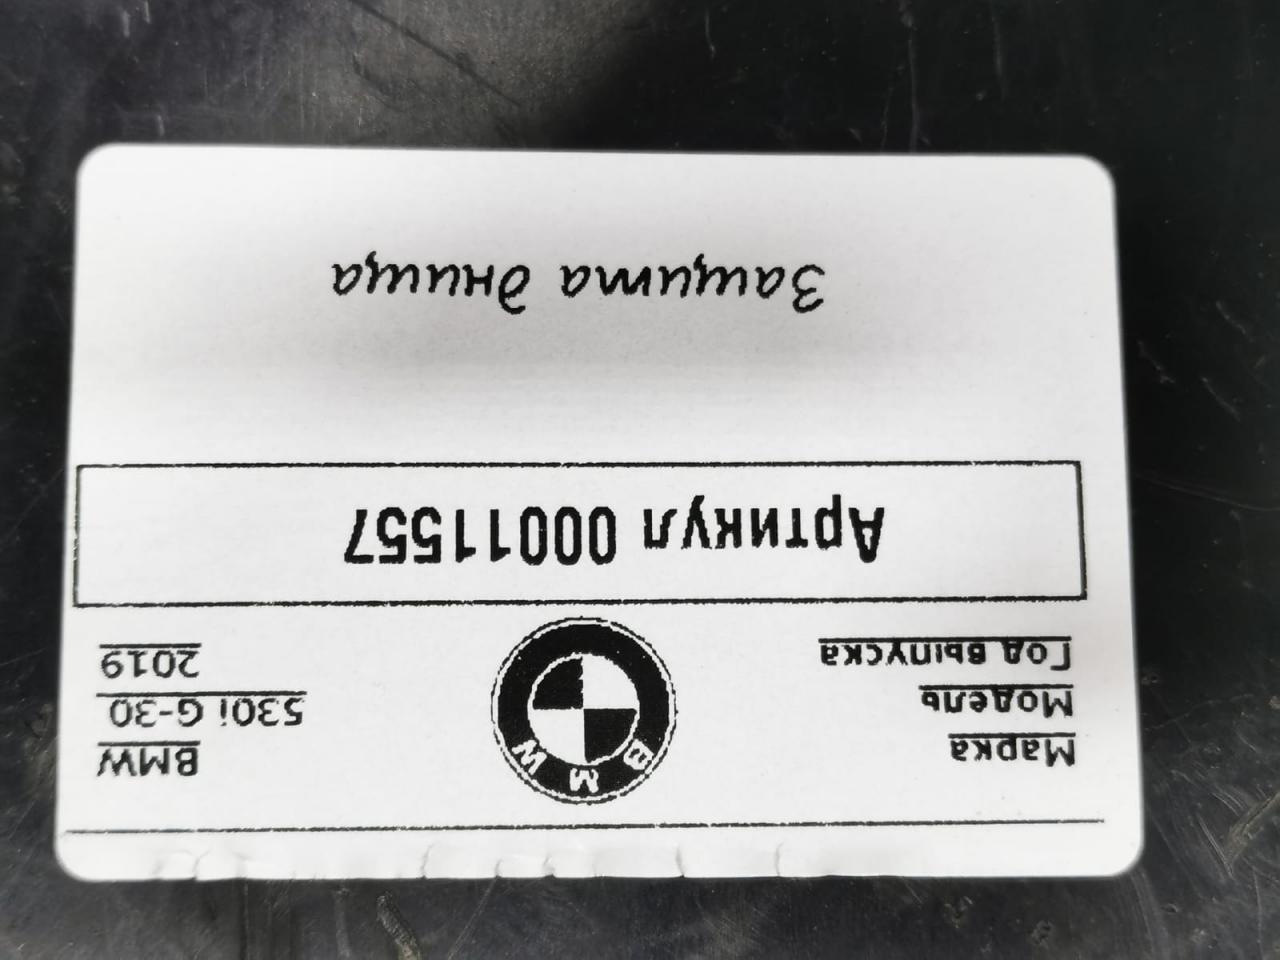 Марка BMW
Модель 530i G-30
Год выпуска 2019
BMW
Артикул 00011557
Защита днища